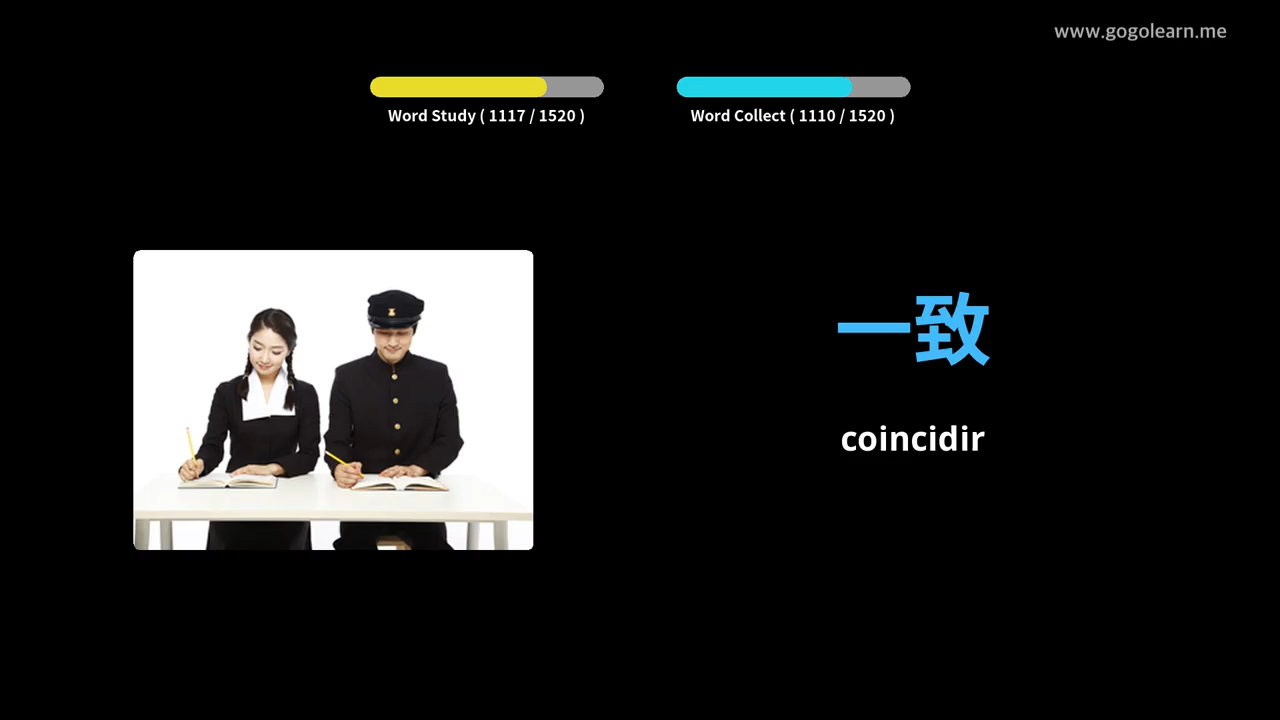 www.gogolearn.me
Word Study ( 1117 / 1520 )
Word Collect ( 1110 / 1520 )
一致
coincidir